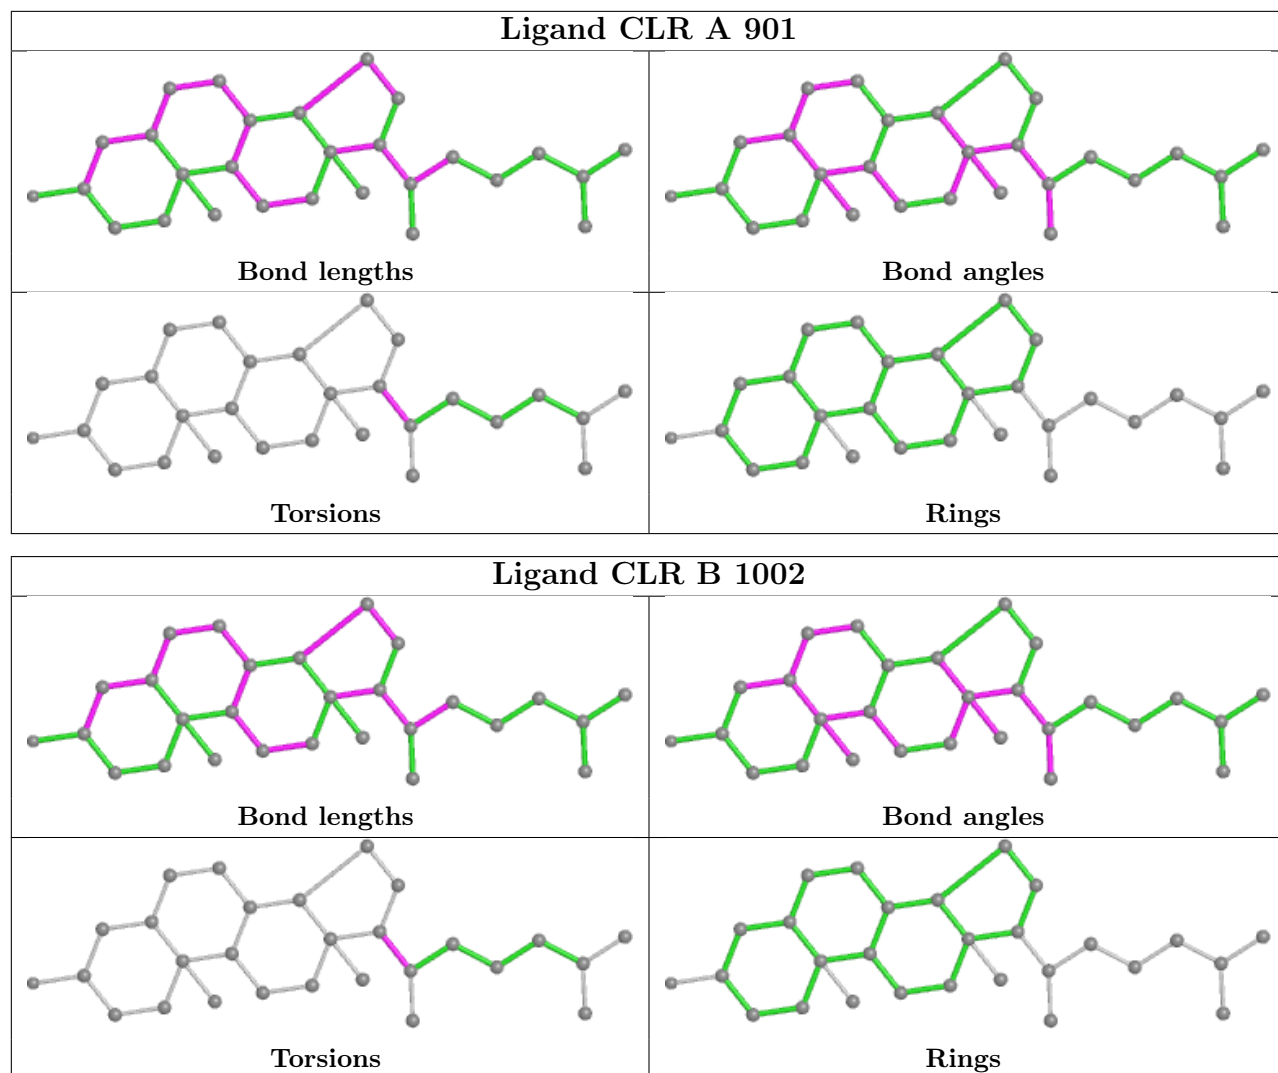 Ligand CLR A 901
Bond lengths
Bond angles
Torsions
Rings
Ligand CLR B 1002
Bond lengths
Bond angles
Torsions
Rings